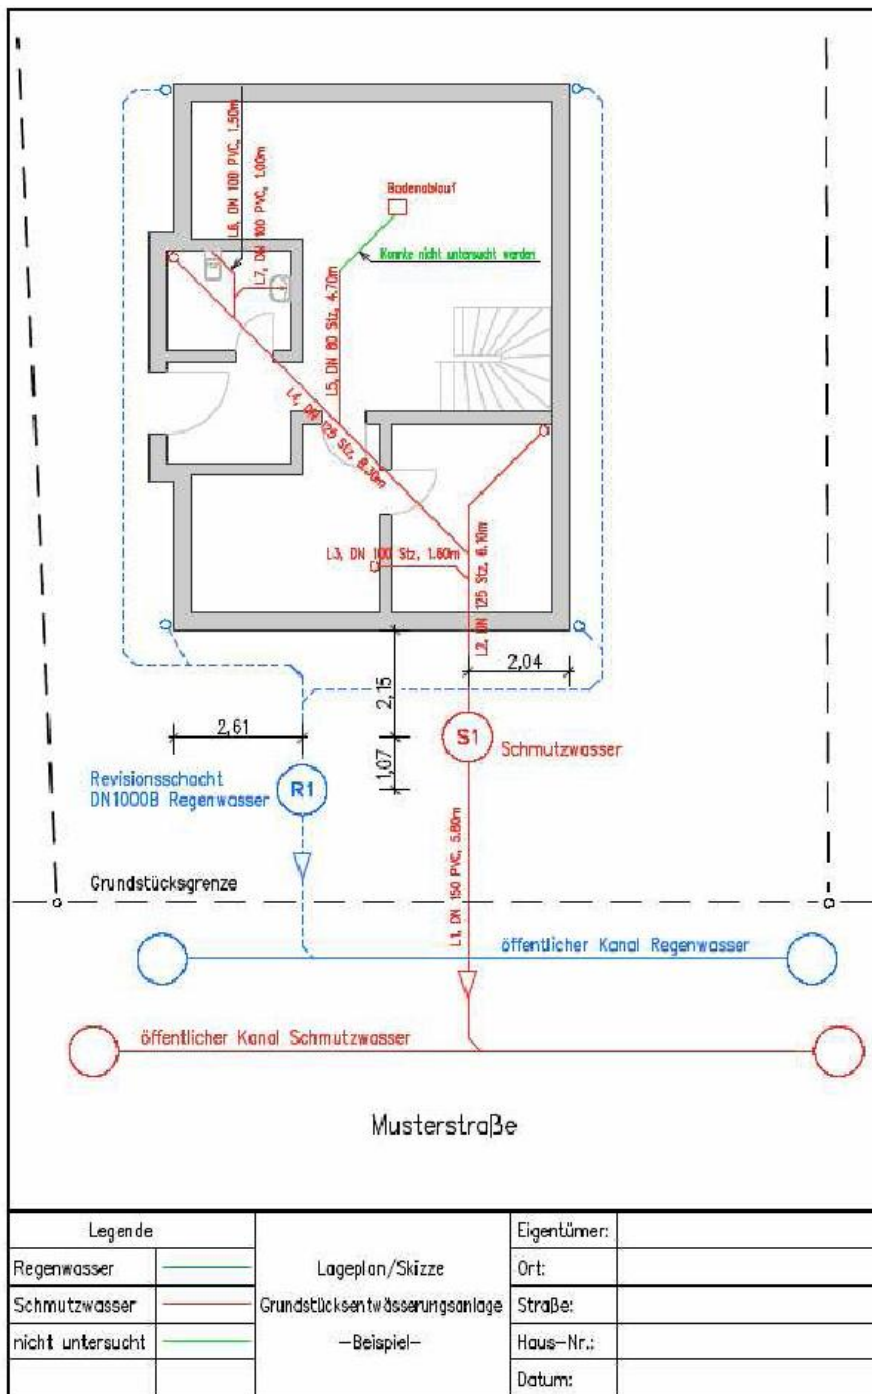 L6, DN 100 PVC, 1.50m
L7, DN 100 PVC, 1.00m
Bodenablauf
Konnte nicht untersucht werden
L5, DN 80 Stz, 4.70m
L4, DN 125 Stz, 8.30m
L3, DN 100 Stz, 1.60m
L2, DN 125 Stz, 6.10m
2,04
2,15
2,61
S1
Schmutzwasser
1,07
Revisionsschacht
DN1000B Regenwasser
R1
L1, DN 150 PVC, 5.80m
Grundstücksgrenze
öffentlicher Kanal Regenwasser
öffentlicher Kanal Schmutzwasser
Musterstraße
Legende
Regenwasser
Schmutzwasser
nicht untersucht
Lageplan/Skizze
Grundstücksentwässerungsanlage
-Beispiel-
Eigentümer:
Ort:
Straße:
Haus-Nr.:
Datum: